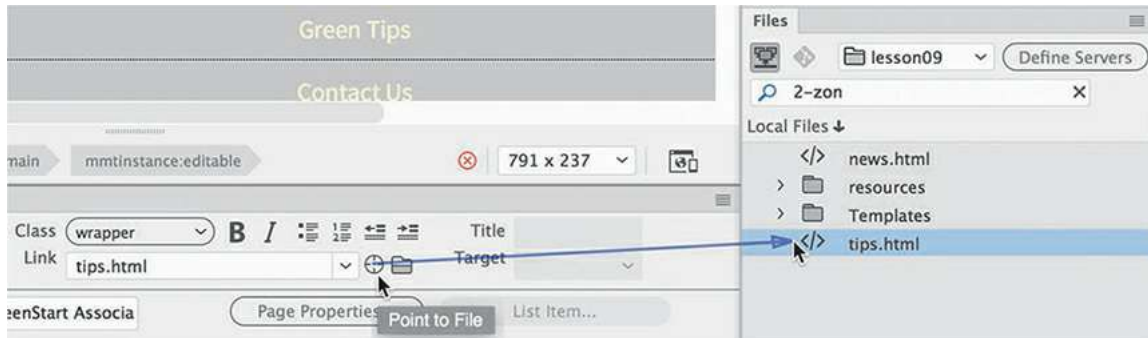 Green Tips
Contact Us
main mmtinstance:editable 791 x 237
Class wrapper B I Title
Link tips.html Target
eenStart Associa Page Properties List Item...
Point to File
Files
lesson09 Define Servers
2-zon
Local Files
news.html
resources
Templates
tips.html